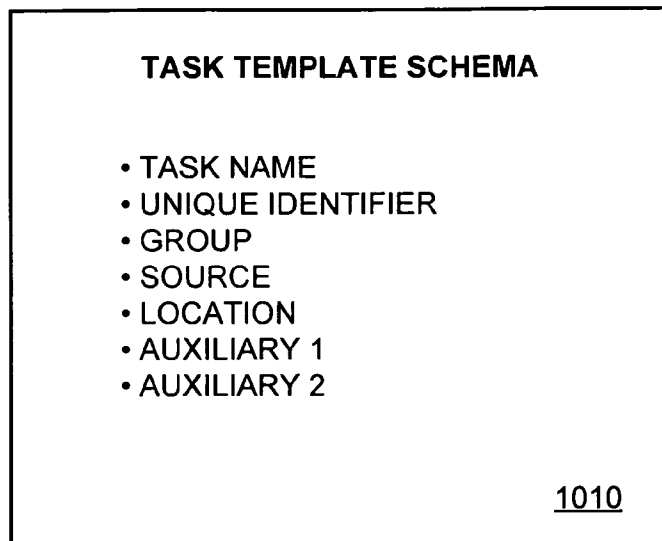 TASK TEMPLATE SCHEMA
• TASK NAME
• UNIQUE IDENTIFIER
• GROUP
• SOURCE
• LOCATION
• AUXILIARY 1
• AUXILIARY 2
1010